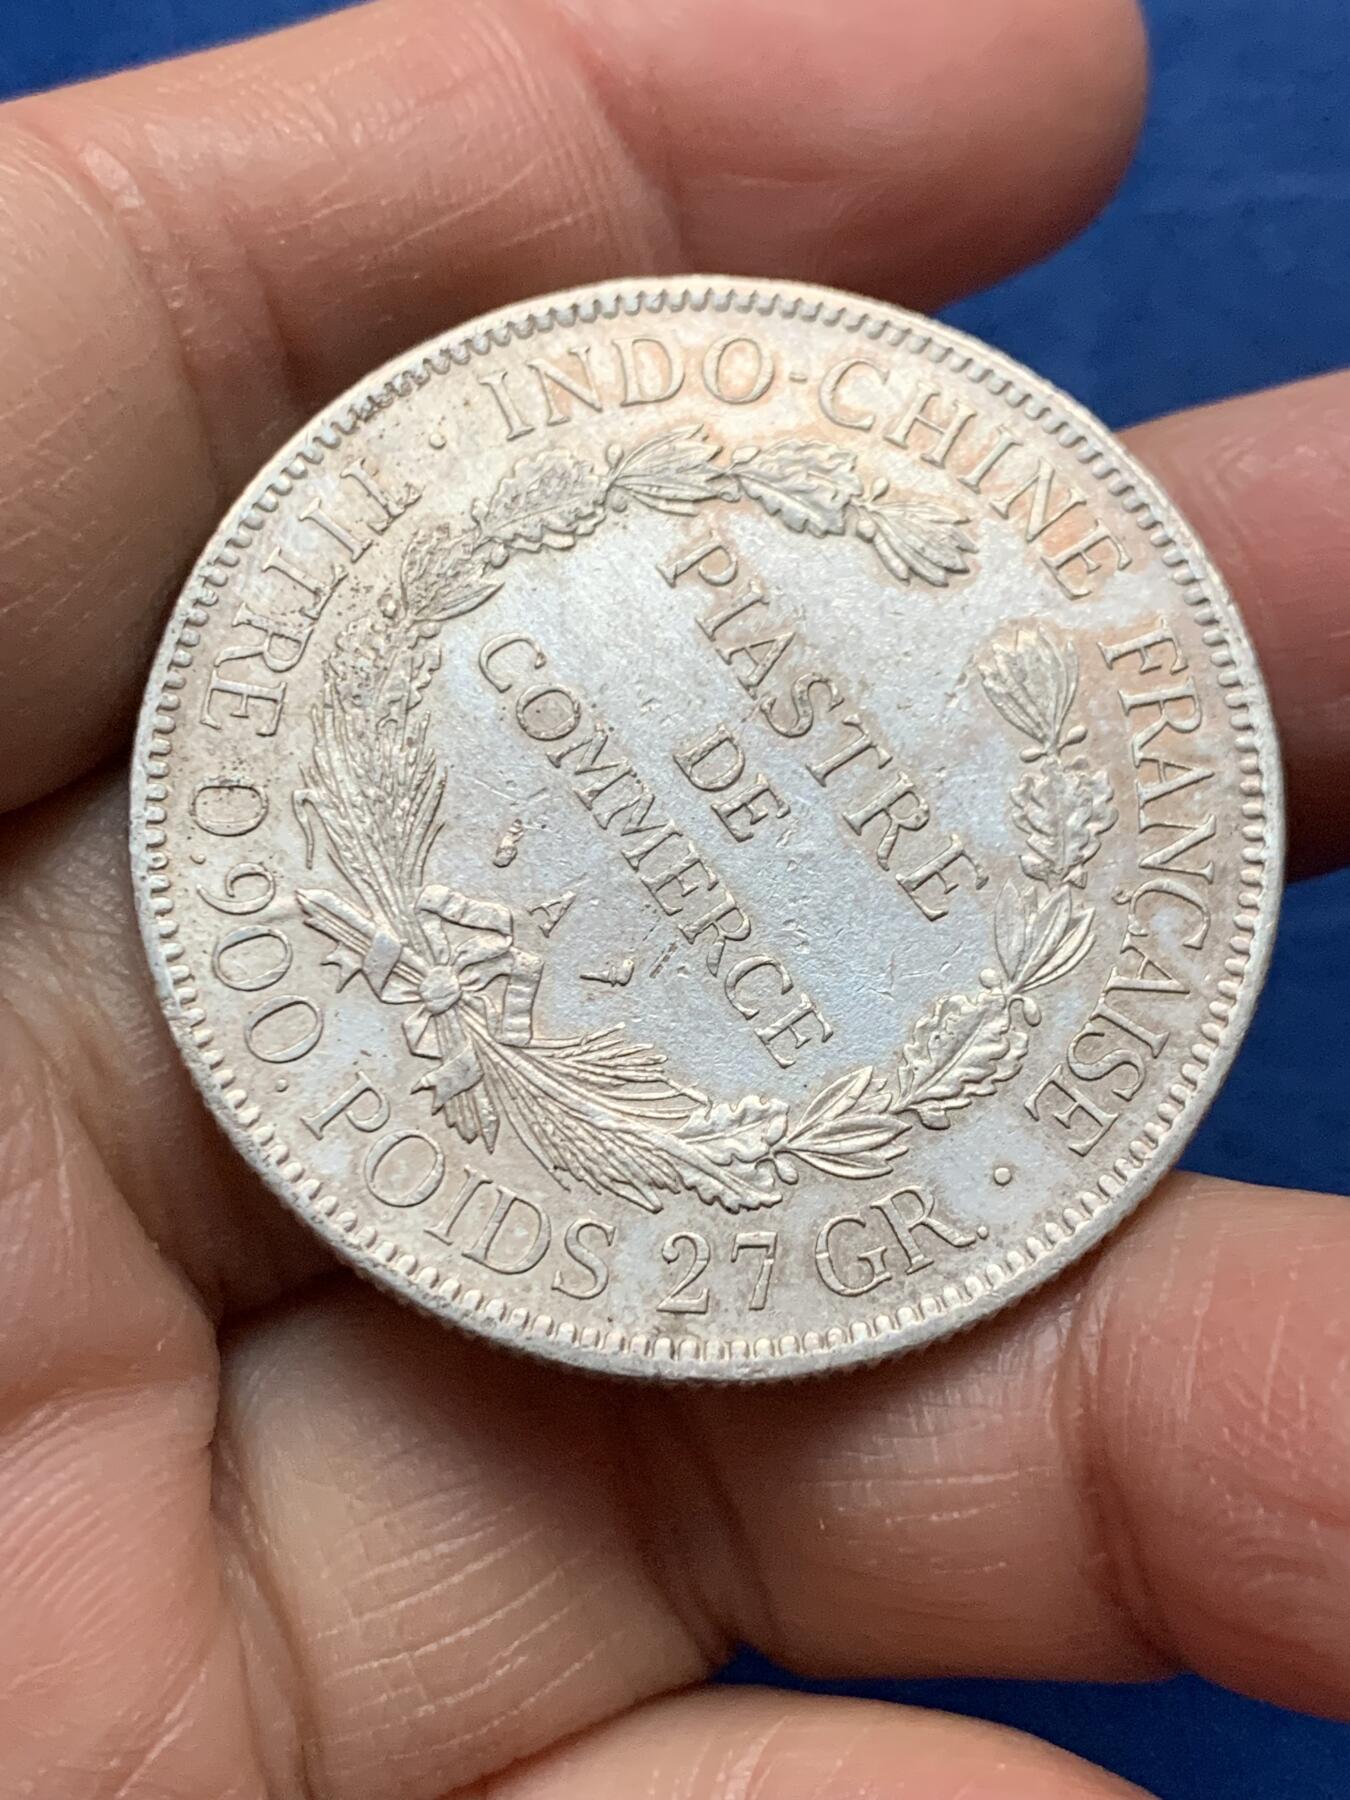 INDO-CHINE FRANÇAISE
PIASTRE
DE
COMMERCE
A
TITRE 0.900. POIDS 27 GR.